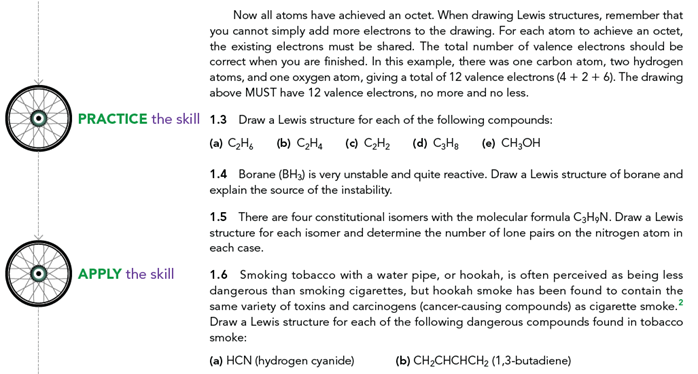 Now all atoms have achieved an octet. When drawing Lewis structures, remember that
you cannot simply add more electrons to the drawing. For each atom to achieve an octet,
the existing electrons must be shared. The total number of valence electrons should be
correct when you are finished. In this example, there was one carbon atom, two hydrogen
atoms, and one oxygen atom, giving a total of 12 valence electrons (4 + 2 + 6). The drawing
above MUST have 12 valence electrons, no more and no less.
PRACTICE the skill 1.3 Draw a Lewis structure for each of the following compounds:
(a) C₂H₆ (b) C₂H₄ (c) C₂H₂ (d) C₃H₈ (e) CH₃OH
1.4 Borane (BH₃) is very unstable and quite reactive. Draw a Lewis structure of borane and
explain the source of the instability.
1.5 There are four constitutional isomers with the molecular formula C₃H₉N. Draw a Lewis
structure for each isomer and determine the number of lone pairs on the nitrogen atom in
each case.
APPLY the skill 1.6 Smoking tobacco with a water pipe, or hookah, is often perceived as being less
dangerous than smoking cigarettes, but hookah smoke has been found to contain the
same variety of toxins and carcinogens (cancer-causing compounds) as cigarette smoke.²
Draw a Lewis structure for each of the following dangerous compounds found in tobacco
smoke:
(a) HCN (hydrogen cyanide) (b) CH₂CHCHCH₂ (1,3-butadiene)